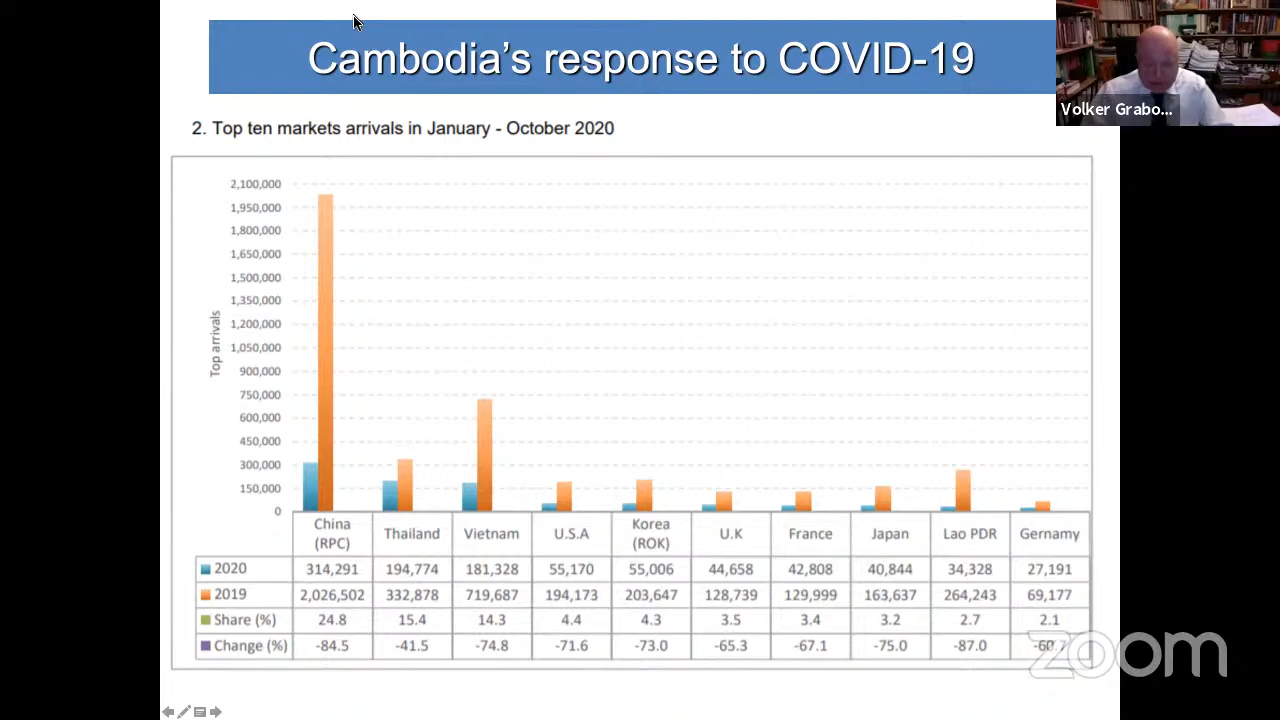 Cambodia's response to COVID-19
Volker Grabo...
2. Top ten markets arrivals in January - October 2020
2,100,000
1,950,000
1,800,000
1,650,000
1,500,000
1,350,000
1,200,000
1,050,000
900,000
750,000
600,000
450,000
300,000
150,000
0
Top arrivals
China (RPC) Thailand Vietnam U.S.A Korea (ROK) U.K France Japan Lao PDR Gernamy
2020 314,291 194,774 181,328 55,170 55,006 44,658 42,808 40,844 34,328 27,191
2019 2,026,502 332,878 719,687 194,173 203,647 128,739 129,999 163,637 264,243 69,177
Share (%) 24.8 15.4 14.3 4.4 4.3 3.5 3.4 3.2 2.7 2.1
Change (%) -84.5 -41.5 -74.8 -71.6 -73.0 -65.3 -67.1 -75.0 -87.0 -60.7
zoom